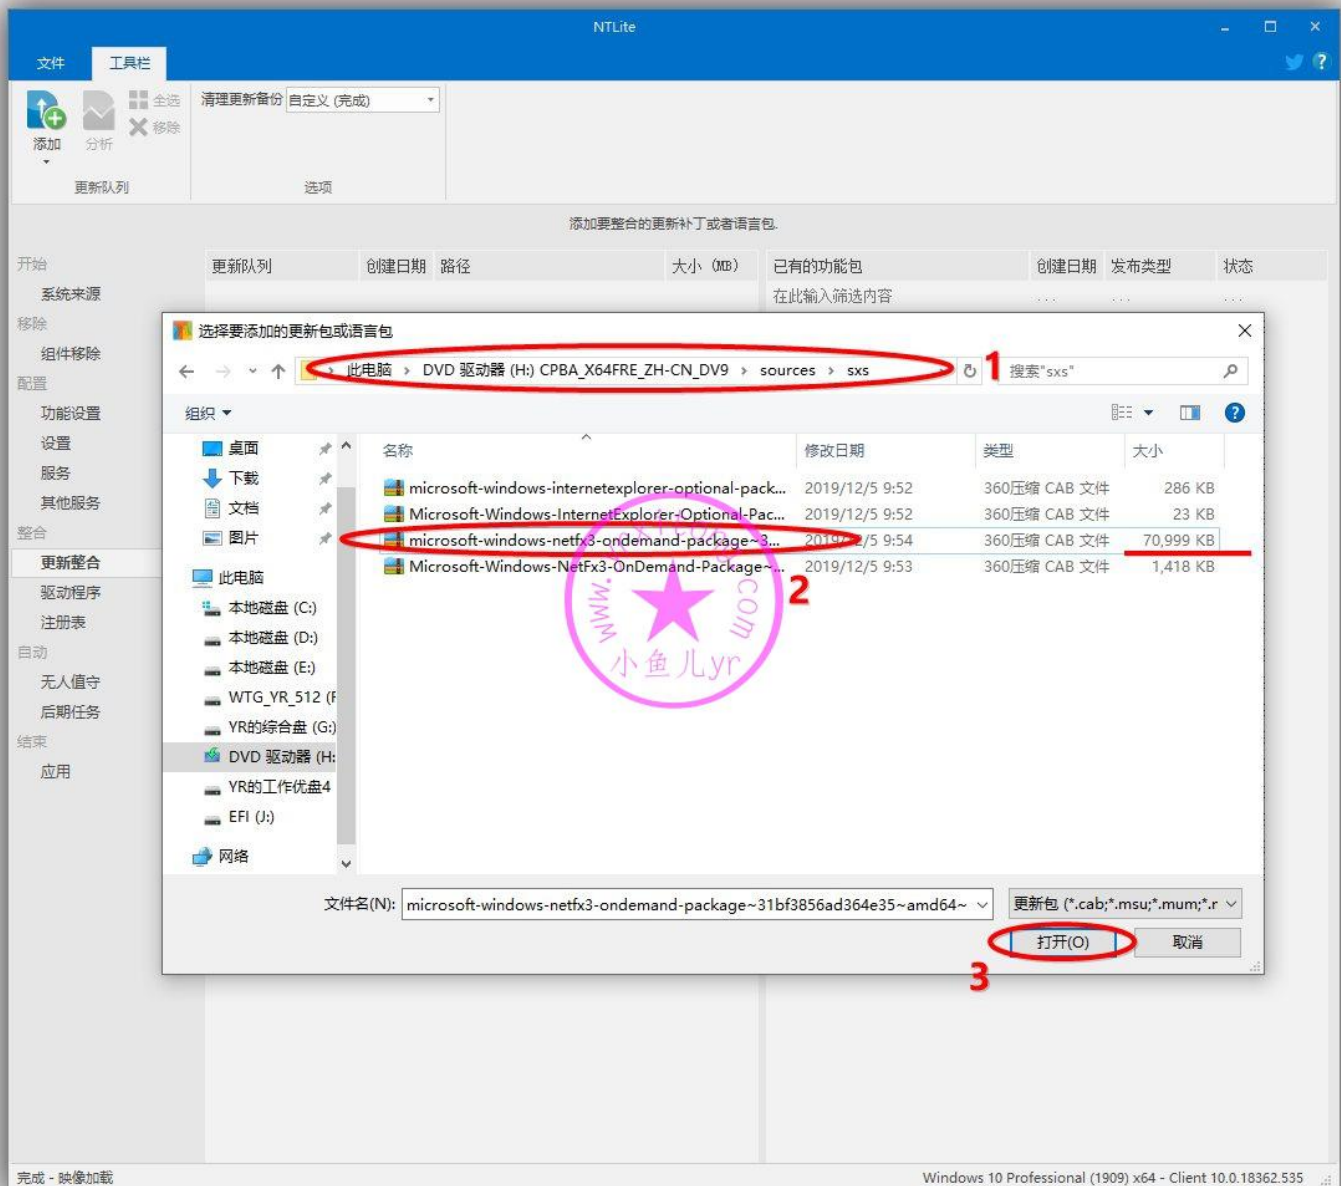 NTLite
文件 工具栏
添加 分析 全选 移除
清理更新备份 自定义 (完成)
更新队列 选项
添加要整合的更新补丁或者语言包.
更新队列 创建日期 路径 大小 (MB) 已有的功能包 创建日期 发布类型 状态
在此输入筛选内容 ... ... ...
开始
系统来源
移除
组件移除
配置
功能设置
设置
服务
其他服务
整合
更新整合
驱动程序
注册表
自动
无人值守
后期任务
结束
应用
选择要添加的更新包或语言包
此电脑 › DVD 驱动器 (H:) CPBA_X64FRE_ZH-CN_DV9 › sources › sxs
1
搜索"sxs"
组织
桌面
下载
文档
图片
此电脑
本地磁盘 (C:)
本地磁盘 (D:)
本地磁盘 (E:)
WTG_YR_512 (F
YR的综合盘 (G:)
DVD 驱动器 (H:
YR的工作优盘4
EFI (J:)
网络
名称 修改日期 类型 大小
microsoft-windows-internetexplorer-optional-pack... 2019/12/5 9:52 360压缩 CAB 文件 286 KB
Microsoft-Windows-InternetExplorer-Optional-Pac... 2019/12/5 9:52 360压缩 CAB 文件 23 KB
microsoft-windows-netfx3-ondemand-package~3... 2019/12/5 9:54 360压缩 CAB 文件 70,999 KB
Microsoft-Windows-NetFx3-OnDemand-Package~... 2019/12/5 9:53 360压缩 CAB 文件 1,418 KB
2
小鱼儿yr
文件名(N): microsoft-windows-netfx3-ondemand-package~31bf3856ad364e35~amd64~ 更新包 (*.cab;*.msu;*.mum;*.r
打开(O) 取消
3
完成 - 映像加载
Windows 10 Professional (1909) x64 - Client 10.0.18362.535